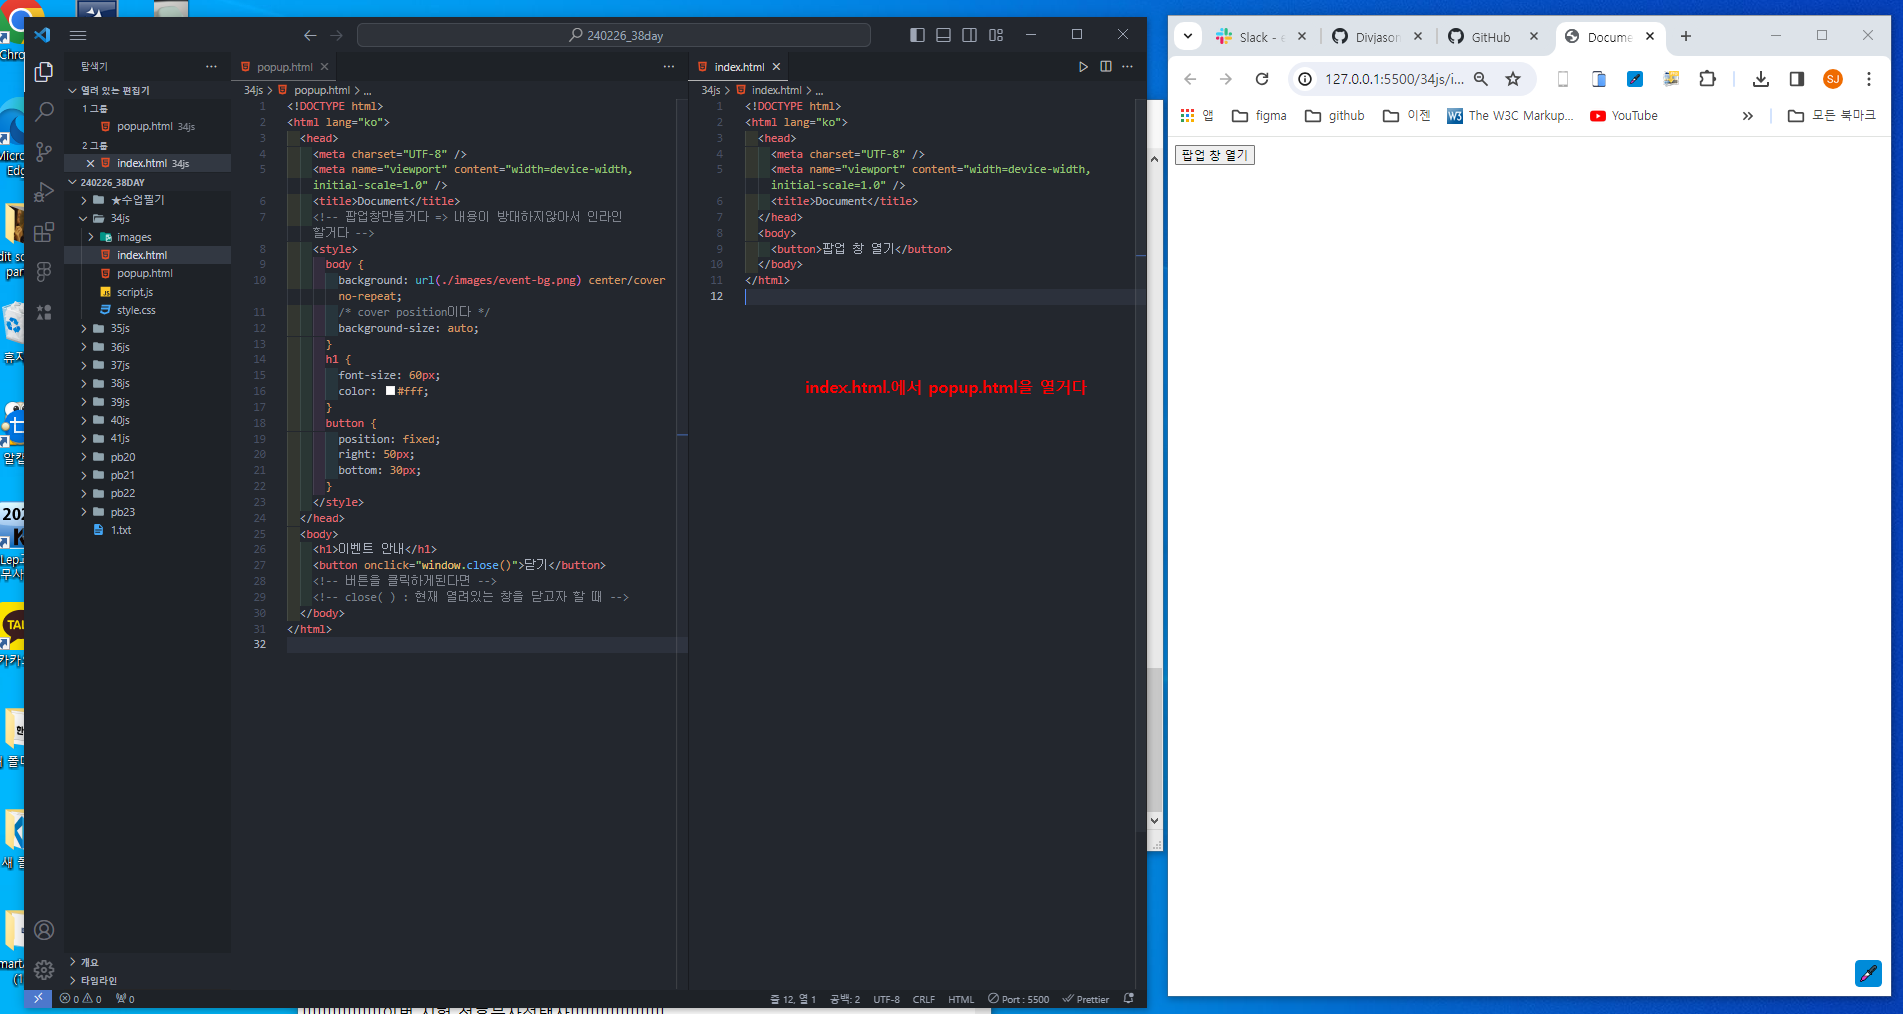 240226_38day
탐색기
열려 있는 편집기
1 그룹
popup.html 34js
2 그룹
index.html 34js
240226_38DAY
★수업필기
34js
images
index.html
popup.html
script.js
style.css
35js
36js
37js
38js
39js
40js
41js
pb20
pb21
pb22
pb23
1.txt
개요
타임라인
popup.html
34js > popup.html > ...
1 <!DOCTYPE html>
2 <html lang="ko">
3 <head>
4 <meta charset="UTF-8" />
5 <meta name="viewport" content="width=device-width,
initial-scale=1.0" />
6 <title>Document</title>
7 <!-- 팝업창만들거다 => 내용이 방대하지않아서 인라인
할거다 -->
8 <style>
9 body {
10 background: url(./images/event-bg.png) center/cover
no-repeat;
11 /* cover position이다 */
12 background-size: auto;
13 }
14 h1 {
15 font-size: 60px;
16 color: #fff;
17 }
18 button {
19 position: fixed;
20 right: 50px;
21 bottom: 30px;
22 }
23 </style>
24 </head>
25 <body>
26 <h1>이벤트 안내</h1>
27 <button onclick="window.close()">닫기</button>
28 <!-- 버튼을 클릭하게된다면 -->
29 <!-- close( ) : 현재 열려있는 창을 닫고자 할 때 -->
30 </body>
31 </html>
32
index.html
34js > index.html > ...
1 <!DOCTYPE html>
2 <html lang="ko">
3 <head>
4 <meta charset="UTF-8" />
5 <meta name="viewport" content="width=device-width,
initial-scale=1.0" />
6 <title>Document</title>
7 </head>
8 <body>
9 <button>팝업 창 열기</button>
10 </body>
11 </html>
12
index.html.에서 popup.html을 열거다
0 0 0
줄 12, 열 1 공백: 2 UTF-8 CRLF HTML Port : 5500 Prettier
Slack - Divjason GitHub Docume
127.0.0.1:5500/34js/i... SJ
앱 figma github 이젠 The W3C Markup... YouTube » 모든 북마크
팝업 창 열기